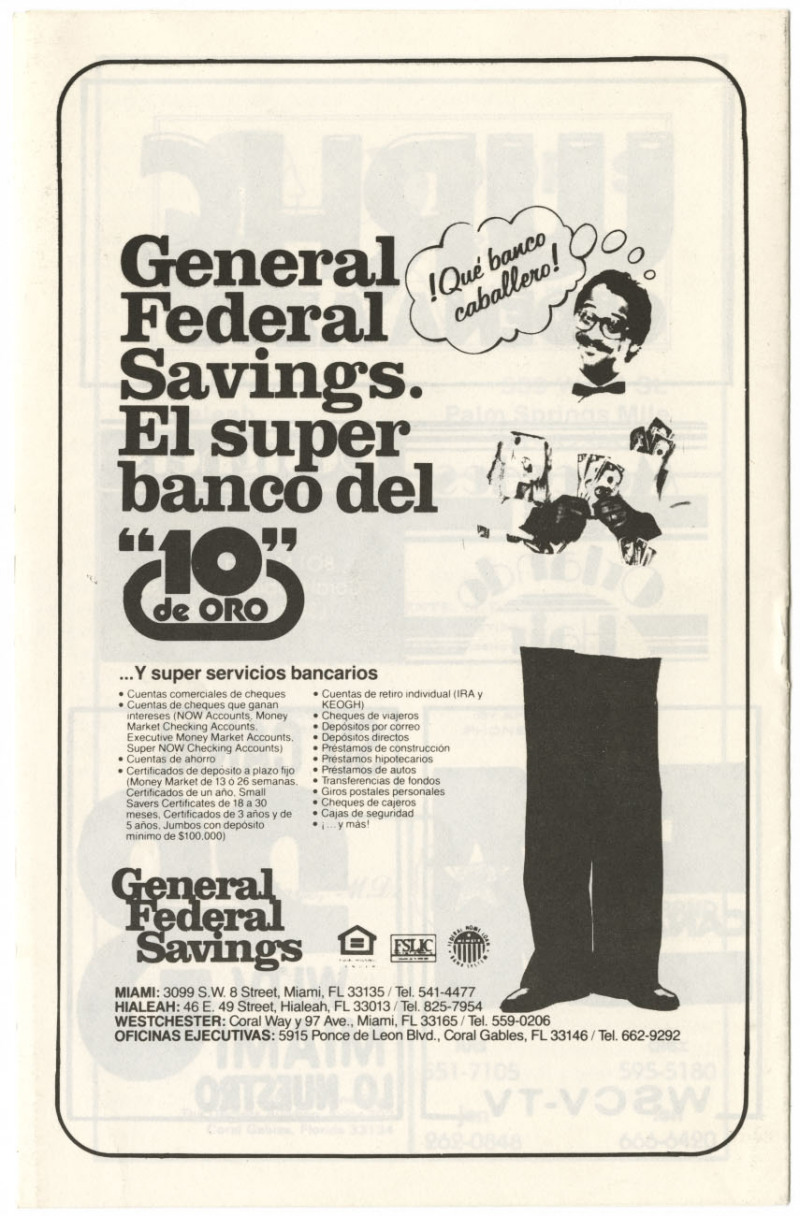 General
Federal
Savings.
El super
banco del
“10”
de ORO
!Qué banco
caballero!
...Y super servicios bancarios
• Cuentas comerciales de cheques
• Cuentas de cheques que ganan
intereses (NOW Accounts, Money
Market Checking Accounts,
Executive Money Market Accounts,
Super NOW Checking Accounts)
• Cuentas de ahorro
• Certificados de deposito a plazo fijo
(Money Market de 13 ó 26 semanas.
Certificados de un año, Small
Savers Certificates de 18 a 30
meses, Certificados de 3 años y de
5 años, Jumbos con depósito
mínimo de $100.000)
• Cuentas de retiro individual (IRA y
KEOGH)
• Cheques de viajeros
• Depósitos por correo
• Depósitos directos
• Préstamos de construcción
• Préstamos hipotecarios
• Préstamos de autos
• Transferencias de fondos
• Giros postales personales
• Cheques de cajeros
• Cajas de seguridad
• ¡... y más!
General
Federal
Savings
FSLIC
FEDERAL HOME LOAN
BANK SYSTEM
MIAMI: 3099 S.W. 8 Street, Miami, FL 33135 / Tel. 541-4477
HIALEAH: 46 E. 49 Street, Hialeah, FL 33013 / Tel. 825-7954
WESTCHESTER: Coral Way y 97 Ave., Miami, FL 33165 / Tel. 559-0206
OFICINAS EJECUTIVAS: 5915 Ponce de Leon Blvd., Coral Gables, FL 33146 / Tel. 662-9292